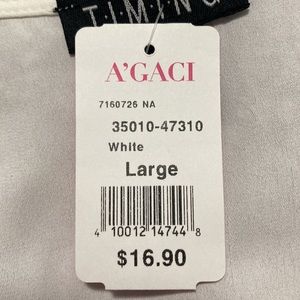 TIMING
A'GACI
7160726 NA
35010-47310
White
Large
4 10012 14744 8
$16.90